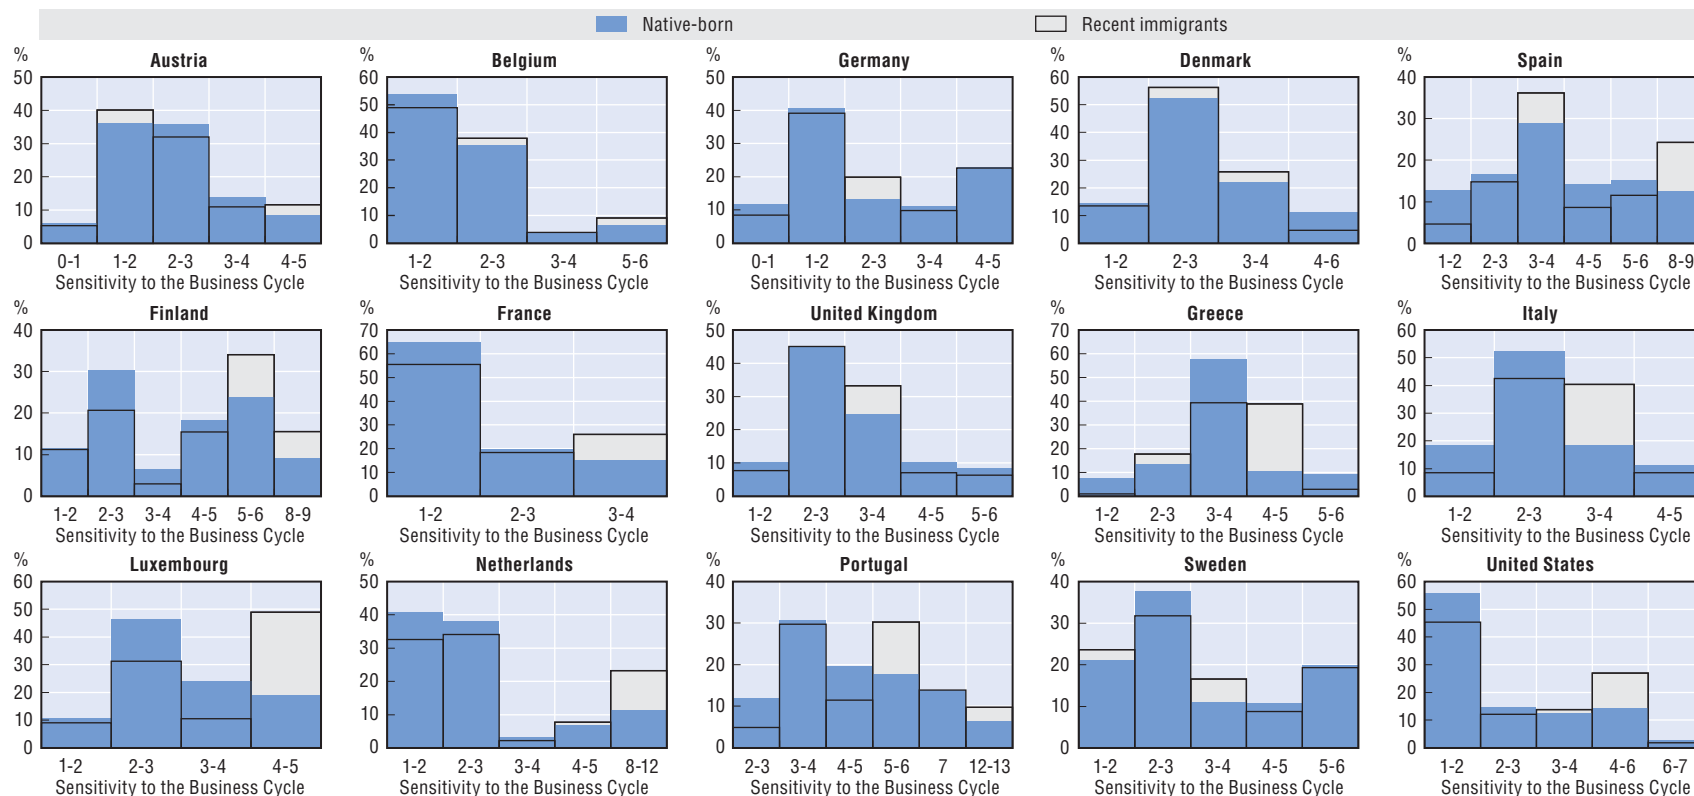 Native-born Recent immigrants
% Austria % Belgium % Germany % Denmark % Spain
50 60 50 60 40
40 50 40 50 30
30 40 30 40 20
20 30 20 30 10
10 20 10 20 0
0 10 0 10
0 0
0-1 1-2 2-3 3-4 4-5 1-2 2-3 3-4 5-6 0-1 1-2 2-3 3-4 4-5 1-2 2-3 3-4 4-6 1-2 2-3 3-4 4-5 5-6 8-9
Sensitivity to the Business Cycle Sensitivity to the Business Cycle Sensitivity to the Business Cycle Sensitivity to the Business Cycle Sensitivity to the Business Cycle
% Finland % France % United Kingdom % Greece % Italy
40 70 50 70 60
30 60 40 60 50
20 50 30 50 40
10 40 20 40 30
0 30 10 30 20
20 0 20 10
10 10 0
0 0
1-2 2-3 3-4 4-5 5-6 8-9 1-2 2-3 3-4 1-2 2-3 3-4 4-5 5-6 1-2 2-3 3-4 4-5 5-6 1-2 2-3 3-4 4-5
Sensitivity to the Business Cycle Sensitivity to the Business Cycle Sensitivity to the Business Cycle Sensitivity to the Business Cycle Sensitivity to the Business Cycle
% Luxembourg % Netherlands % Portugal % Sweden % United States
60 50 40 40 60
50 40 30 30 50
40 30 20 20 40
30 20 10 10 30
20 10 0 0 20
10 0 10
0 0
1-2 2-3 3-4 4-5 1-2 2-3 3-4 4-5 8-12 2-3 3-4 4-5 5-6 7 12-13 1-2 2-3 3-4 4-5 5-6 1-2 2-3 3-4 4-6 6-7
Sensitivity to the Business Cycle Sensitivity to the Business Cycle Sensitivity to the Business Cycle Sensitivity to the Business Cycle Sensitivity to the Business Cycle